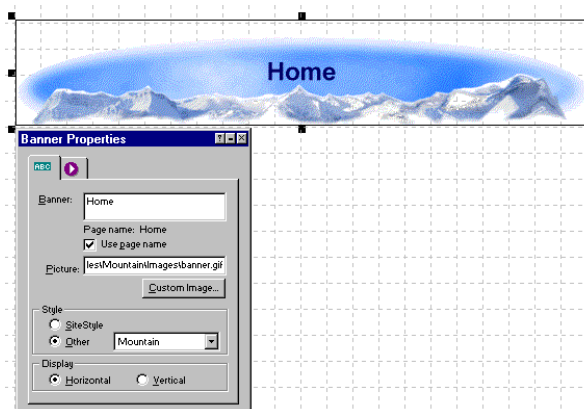 Home
Banner Properties
ABC
Banner:
Home
Page name: Home
Use page name
Picture:
les\Mountain\Images\banner.gif
Custom Image...
Style
SiteStyle
Other
Mountain
Display
Horizontal
Vertical